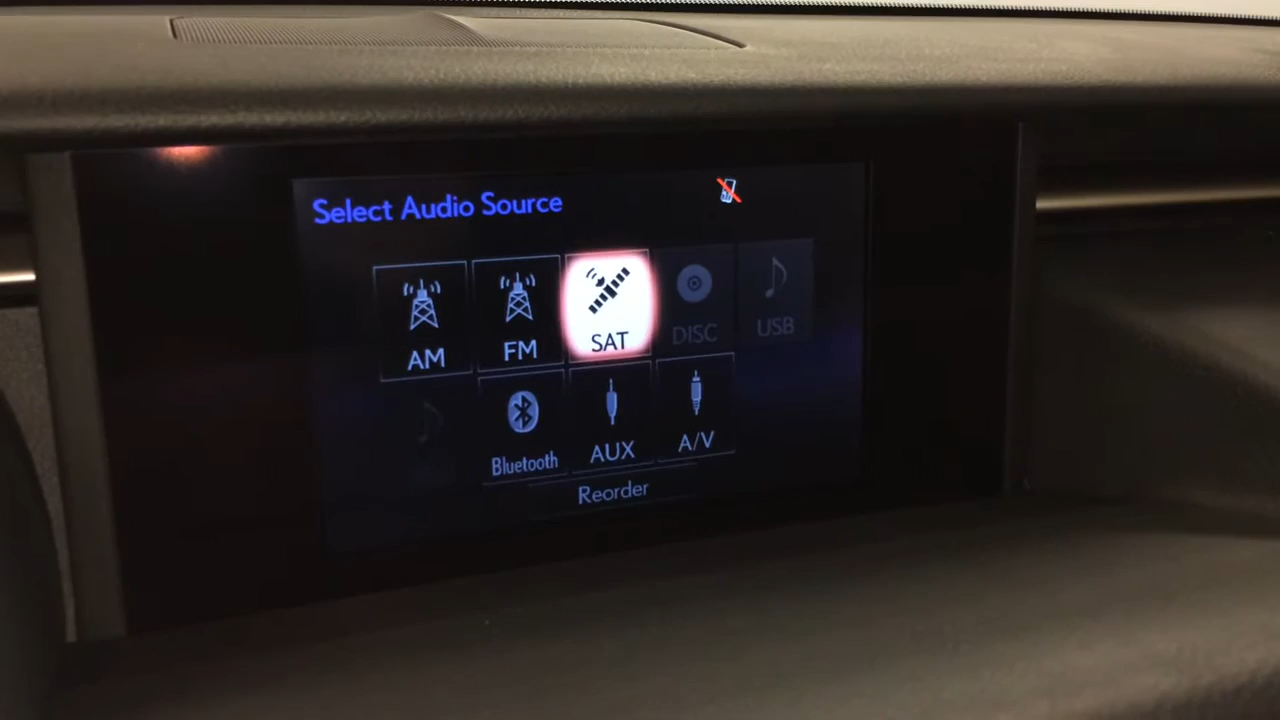 Select Audio Source
AM FM SAT DISC USB
Bluetooth AUX A/V
Reorder